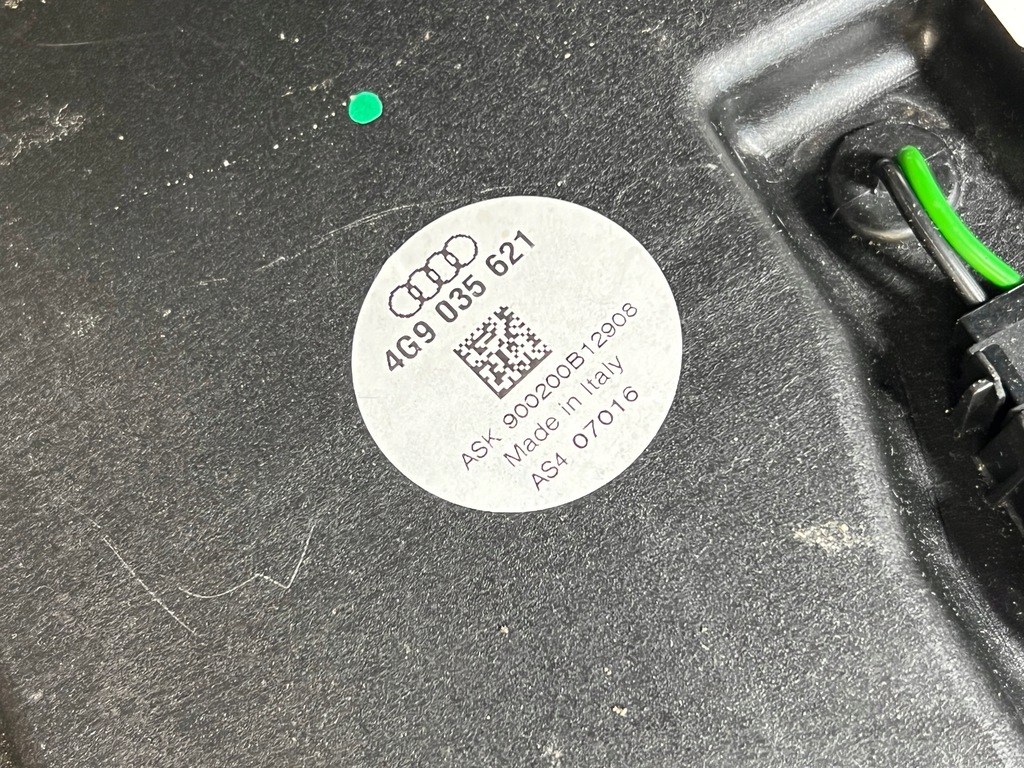 4G9 035 621
ASK 900200B12908
Made in Italy
AS4 07016